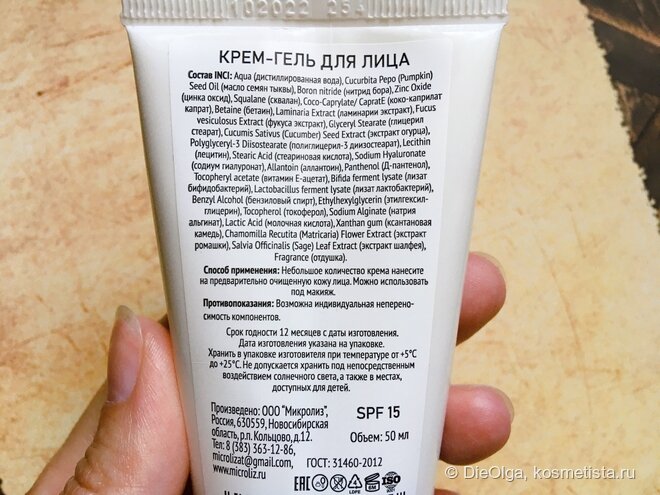 102022 25A
КРЕМ-ГЕЛЬ ДЛЯ ЛИЦА
Состав INCI: Aqua (дистиллированная вода), Cucurbita Pepo (Pumpkin)
Seed Oil (масло семян тыквы), Boron nitride (нитрид бора), Zinc Oxide
(цинка оксид), Squalane (сквалан), Coco-Caprylate/ CapratE (коко-каприлат
капрат), Betaine (бетаин), Laminaria Extract (ламинарии экстракт), Fucus
vesiculosus Extract (фукуса экстракт), Glyceryl Stearate (глицерил
стеарат), Cucumis Sativus (Cucumber) Seed Extract (экстракт огурца),
Polyglyceryl-3 Diisostearate (полиглицерил-3 диизостеарат), Lecithin
(лецитин), Stearic Acid (стеариновая кислота), Sodium Hyaluronate
(содиум гиалуронат), Allantoin (аллантоин), Panthenol (Д-пантенол),
Tocopheryl acetate (витамин Е-ацетат), Bifida ferment lysate (лизат
бифидобактерий), Lactobacillus ferment lysate (лизат лактобактерий),
Benzyl Alcohol (бензиловый спирт), Ethylhexylglycerin (этилгексил-
глицерин), Tocopherol (токоферол), Sodium Alginate (натрия
альгинат), Lactic Acid (молочная кислота), Xanthan gum (ксантановая
камедь), Chamomilla Recutita (Matricaria) Flower Extract (экстракт
ромашки), Salvia Officinalis (Sage) Leaf Extract (экстракт шалфея),
Fragrance (отдушка).
Способ применения: Небольшое количество крема нанесите
на предварительно очищенную кожу лица. Можно использовать
под макияж.
Противопоказания: Возможна индивидуальная неперено-
симость компонентов.
Срок годности 12 месяцев с даты изготовления.
Дата изготовления указана на упаковке.
Хранить в упаковке изготовителя при температуре от +5°С
до +25°С. Не допускается хранить под непосредственным
воздействием солнечного света, а также в местах,
доступных для детей.
Произведено: ООО "Микролиз",
Россия, 630559, Новосибирская
область, р.п. Кольцово, д.12.
Тел: 8 (383) 363-12-86,
microlizat@gmail.com,
www.microliz.ru
SPF 15
Объем: 50 мл
ГОСТ: 31460-2012
EAC
LDPE
6M
ISO
© DieOlga, kosmetista.ru